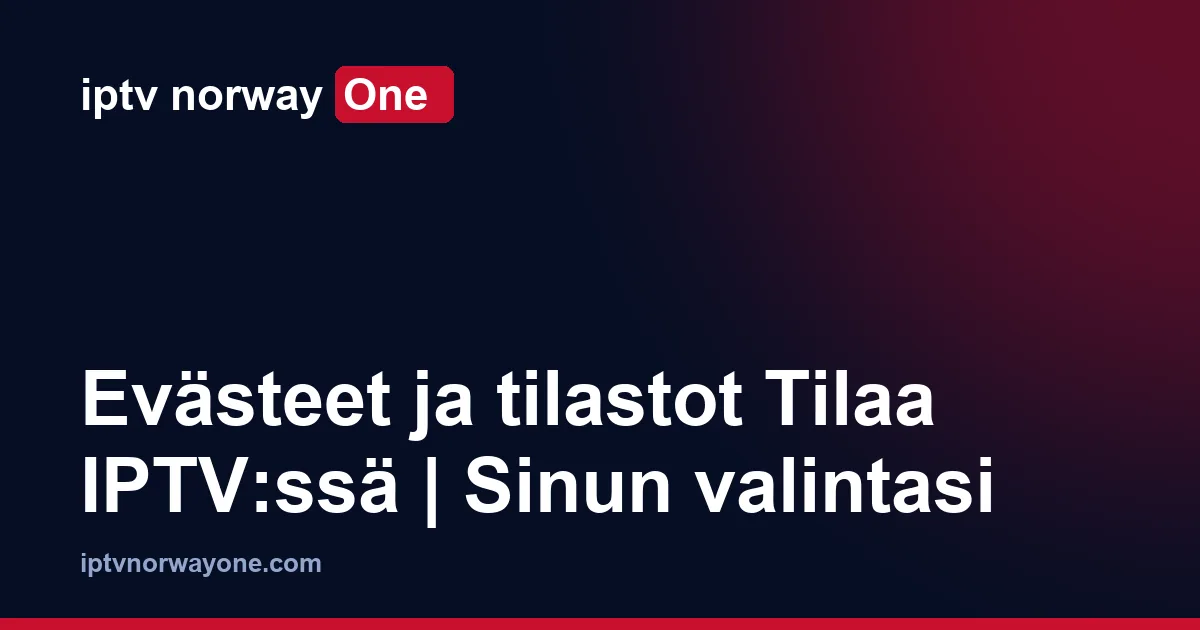 iptv norway One
Evästeet ja tilastot Tilaa
IPTV:ssä | Sinun valintasi
iptvnorwayone.com